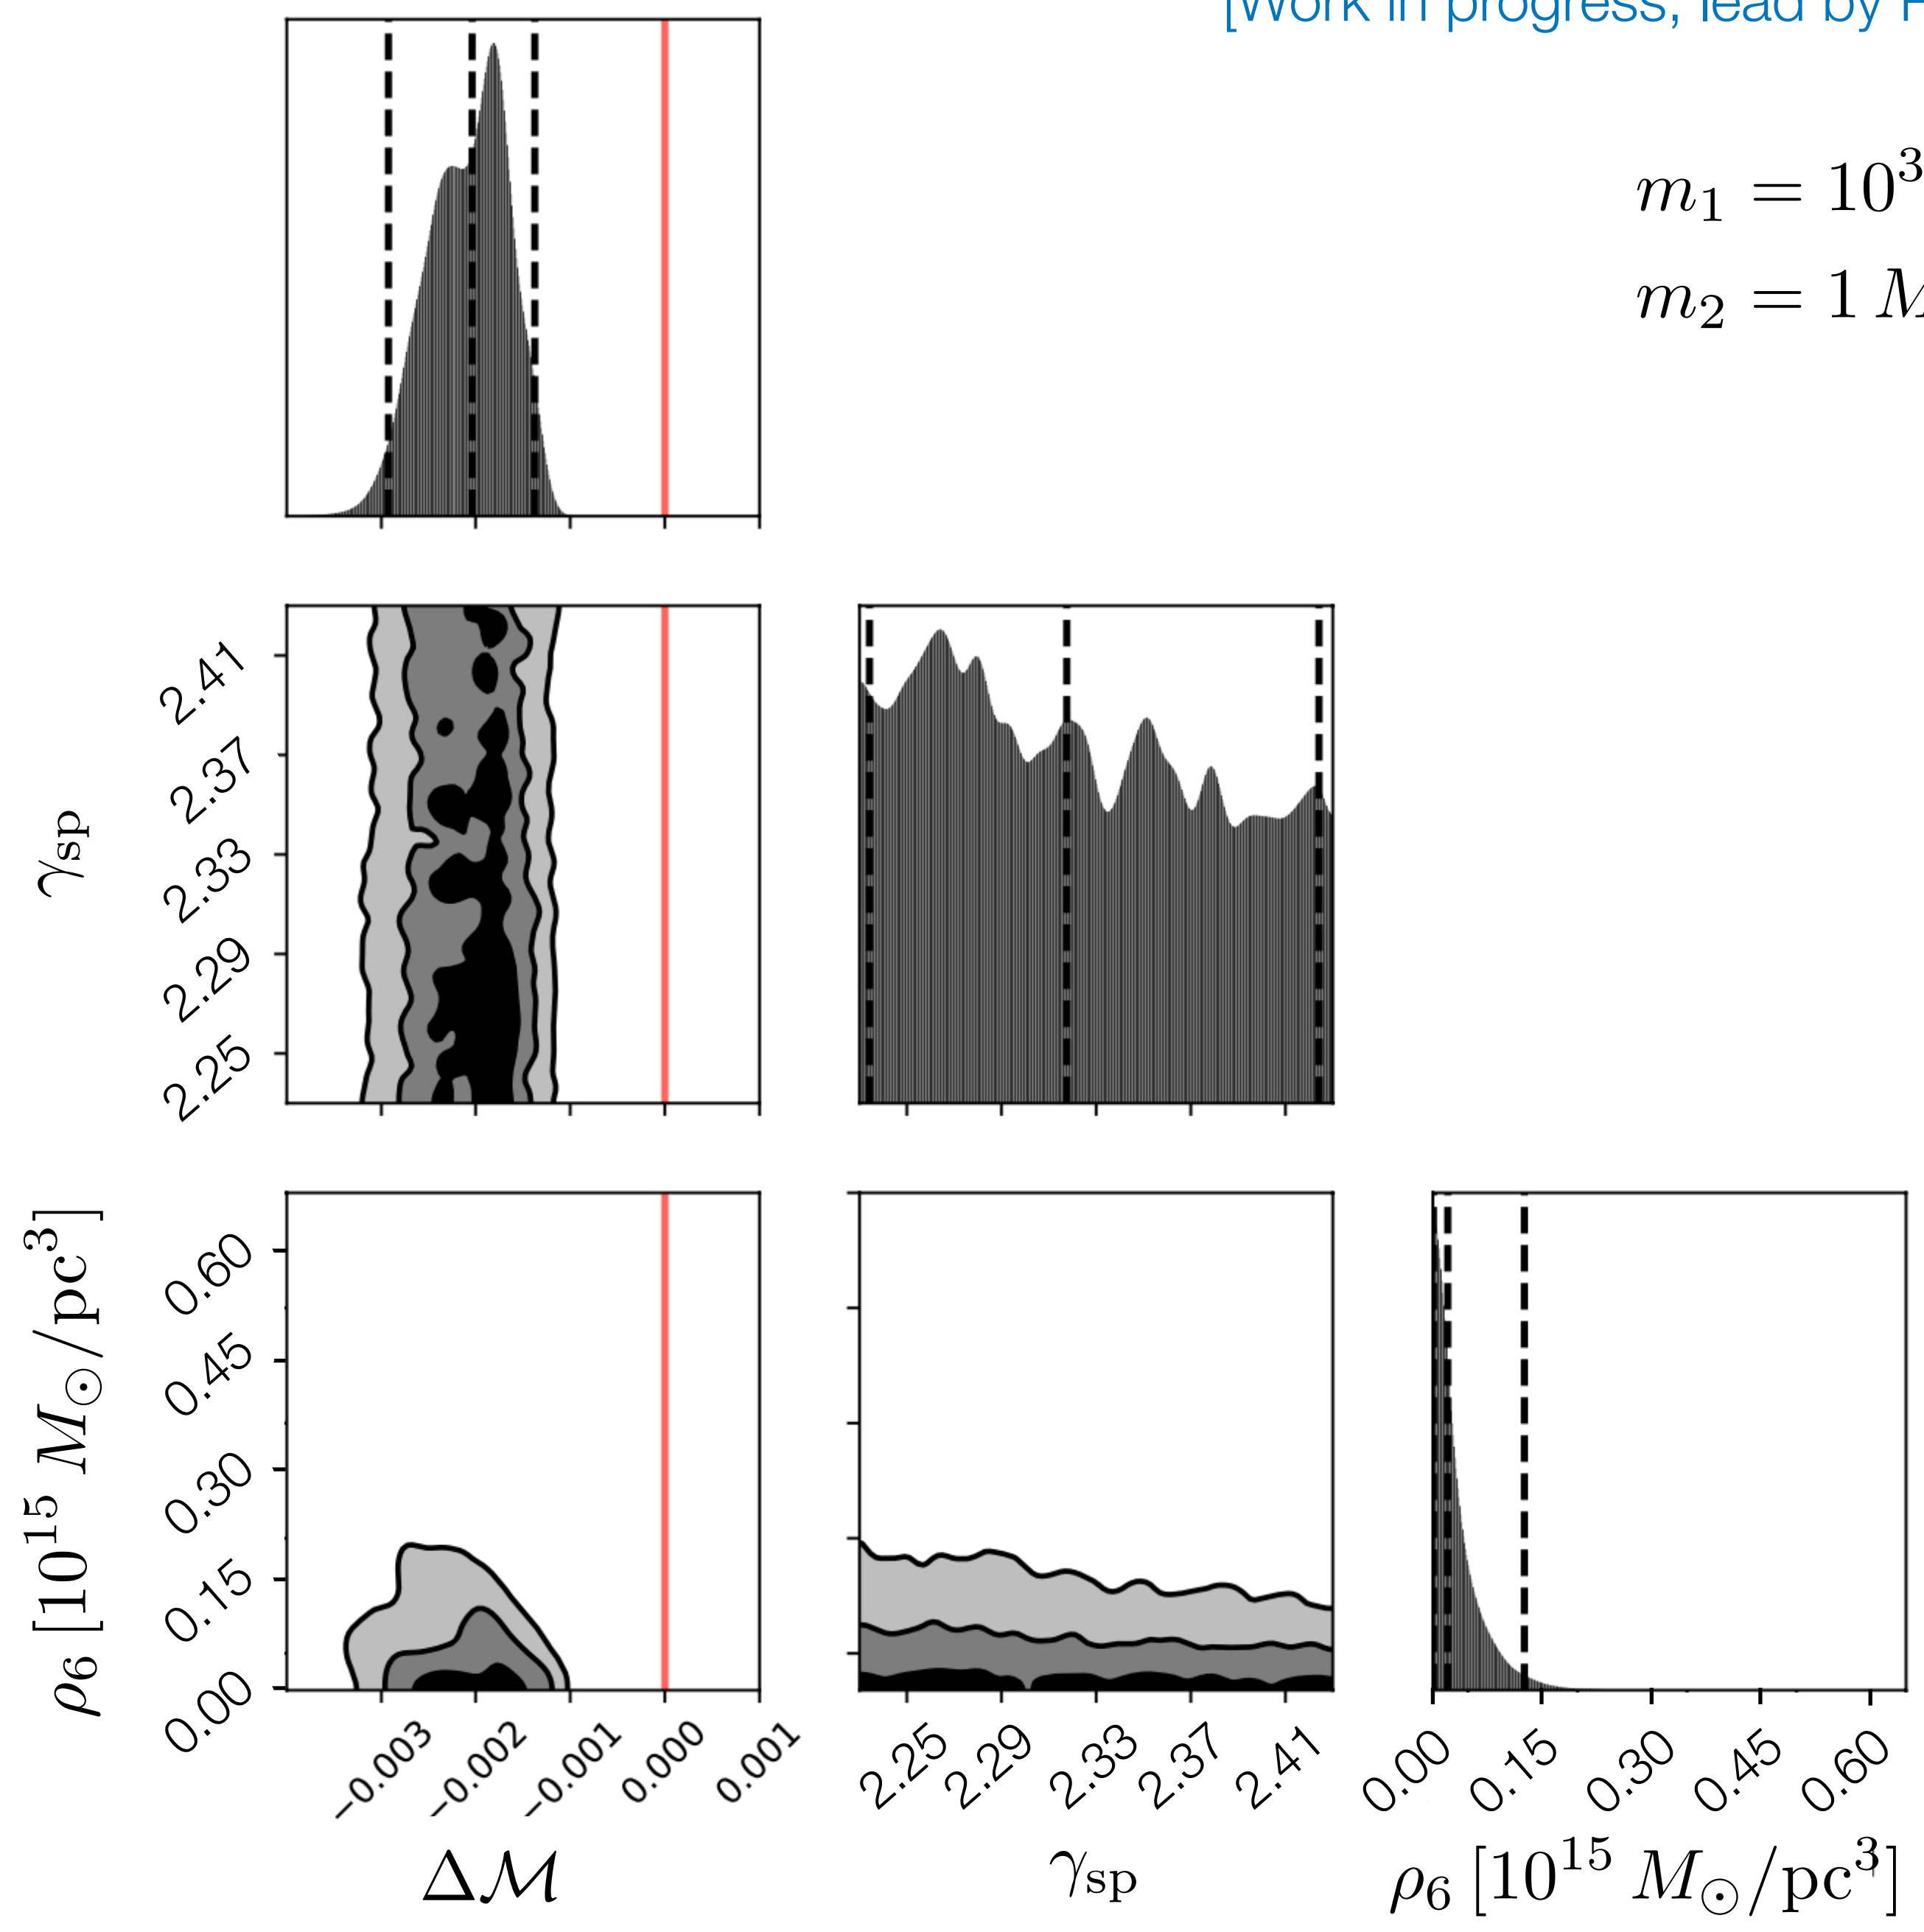 [Work in progress, lead by
m₁ = 10³
m₂ = 1
γ_sp
2.41
2.37
2.33
2.29
2.25
ρ₆ [10¹⁵ M_⊙/pc³]
0.60
0.45
0.30
0.15
0.00
−0.003 −0.002 −0.001 0.000 0.001
2.25 2.29 2.33 2.37 2.41
0.00 0.15 0.30 0.45 0.60
Δℳ
γ_sp
ρ₆ [10¹⁵ M_⊙/pc³]